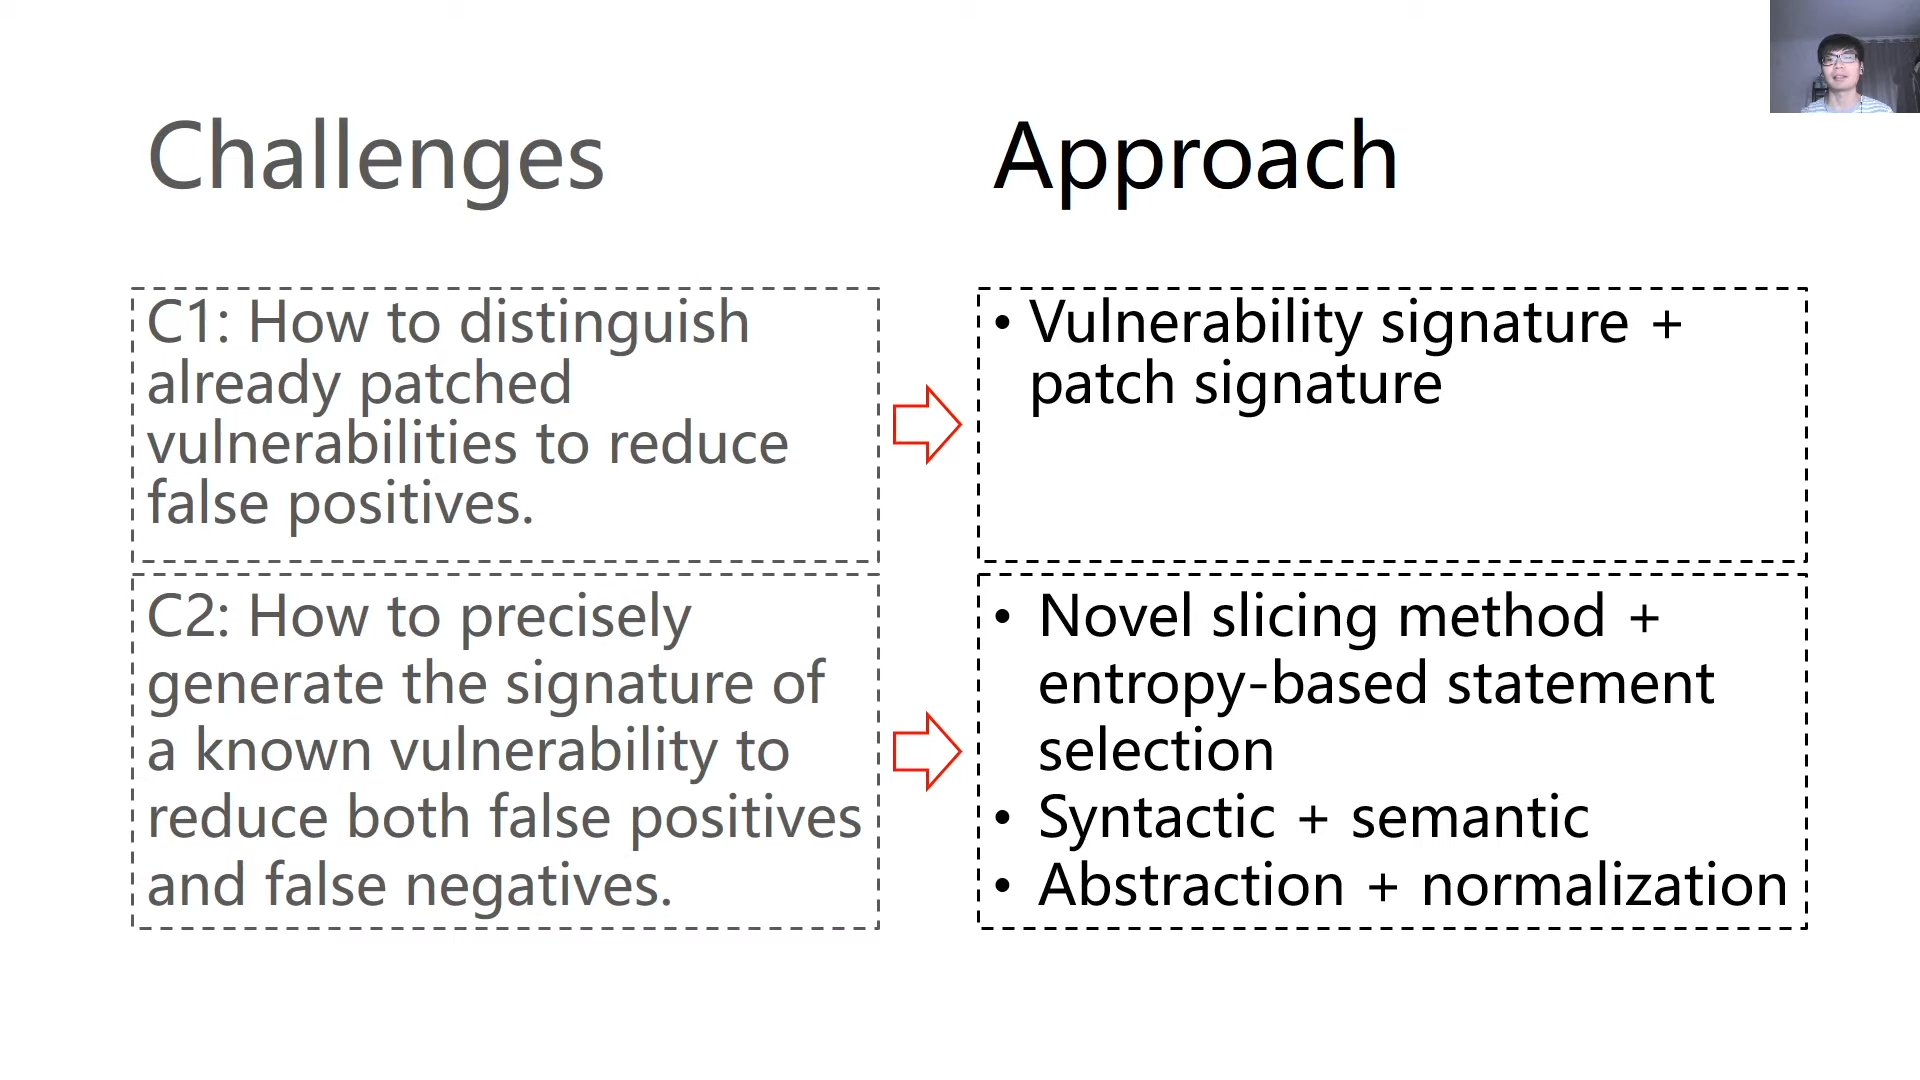 Challenges
Approach
C1: How to distinguish
already patched
vulnerabilities to reduce
false positives.
• Vulnerability signature +
patch signature
C2: How to precisely
generate the signature of
a known vulnerability to
reduce both false positives
and false negatives.
• Novel slicing method +
entropy-based statement
selection
• Syntactic + semantic
• Abstraction + normalization